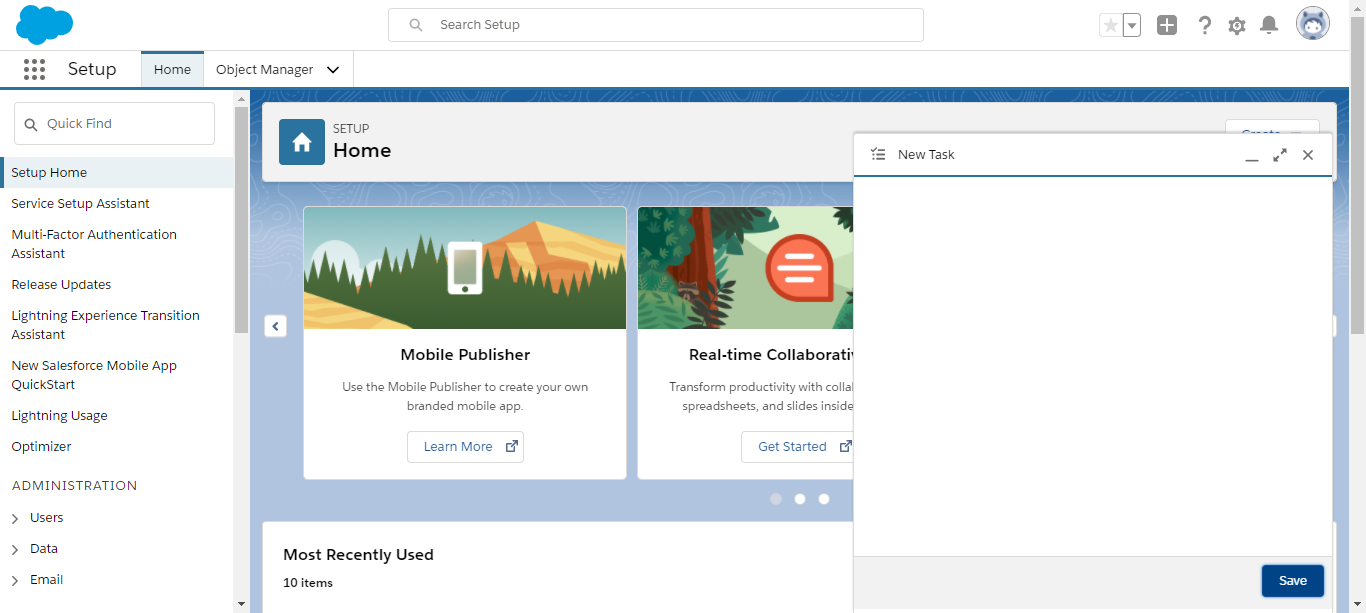 Search Setup
Setup
Home
Object Manager
Quick Find
Setup Home
Service Setup Assistant
Multi-Factor Authentication
Assistant
Release Updates
Lightning Experience Transition
Assistant
New Salesforce Mobile App
QuickStart
Lightning Usage
Optimizer
ADMINISTRATION
Users
Data
Email
SETUP
Home
Mobile Publisher
Use the Mobile Publisher to create your own
branded mobile app.
Learn More
Real-time Collaborativ
Transform productivity with colla
spreadsheets, and slides inside
Get Started
Most Recently Used
10 items
Create
New Task
Save